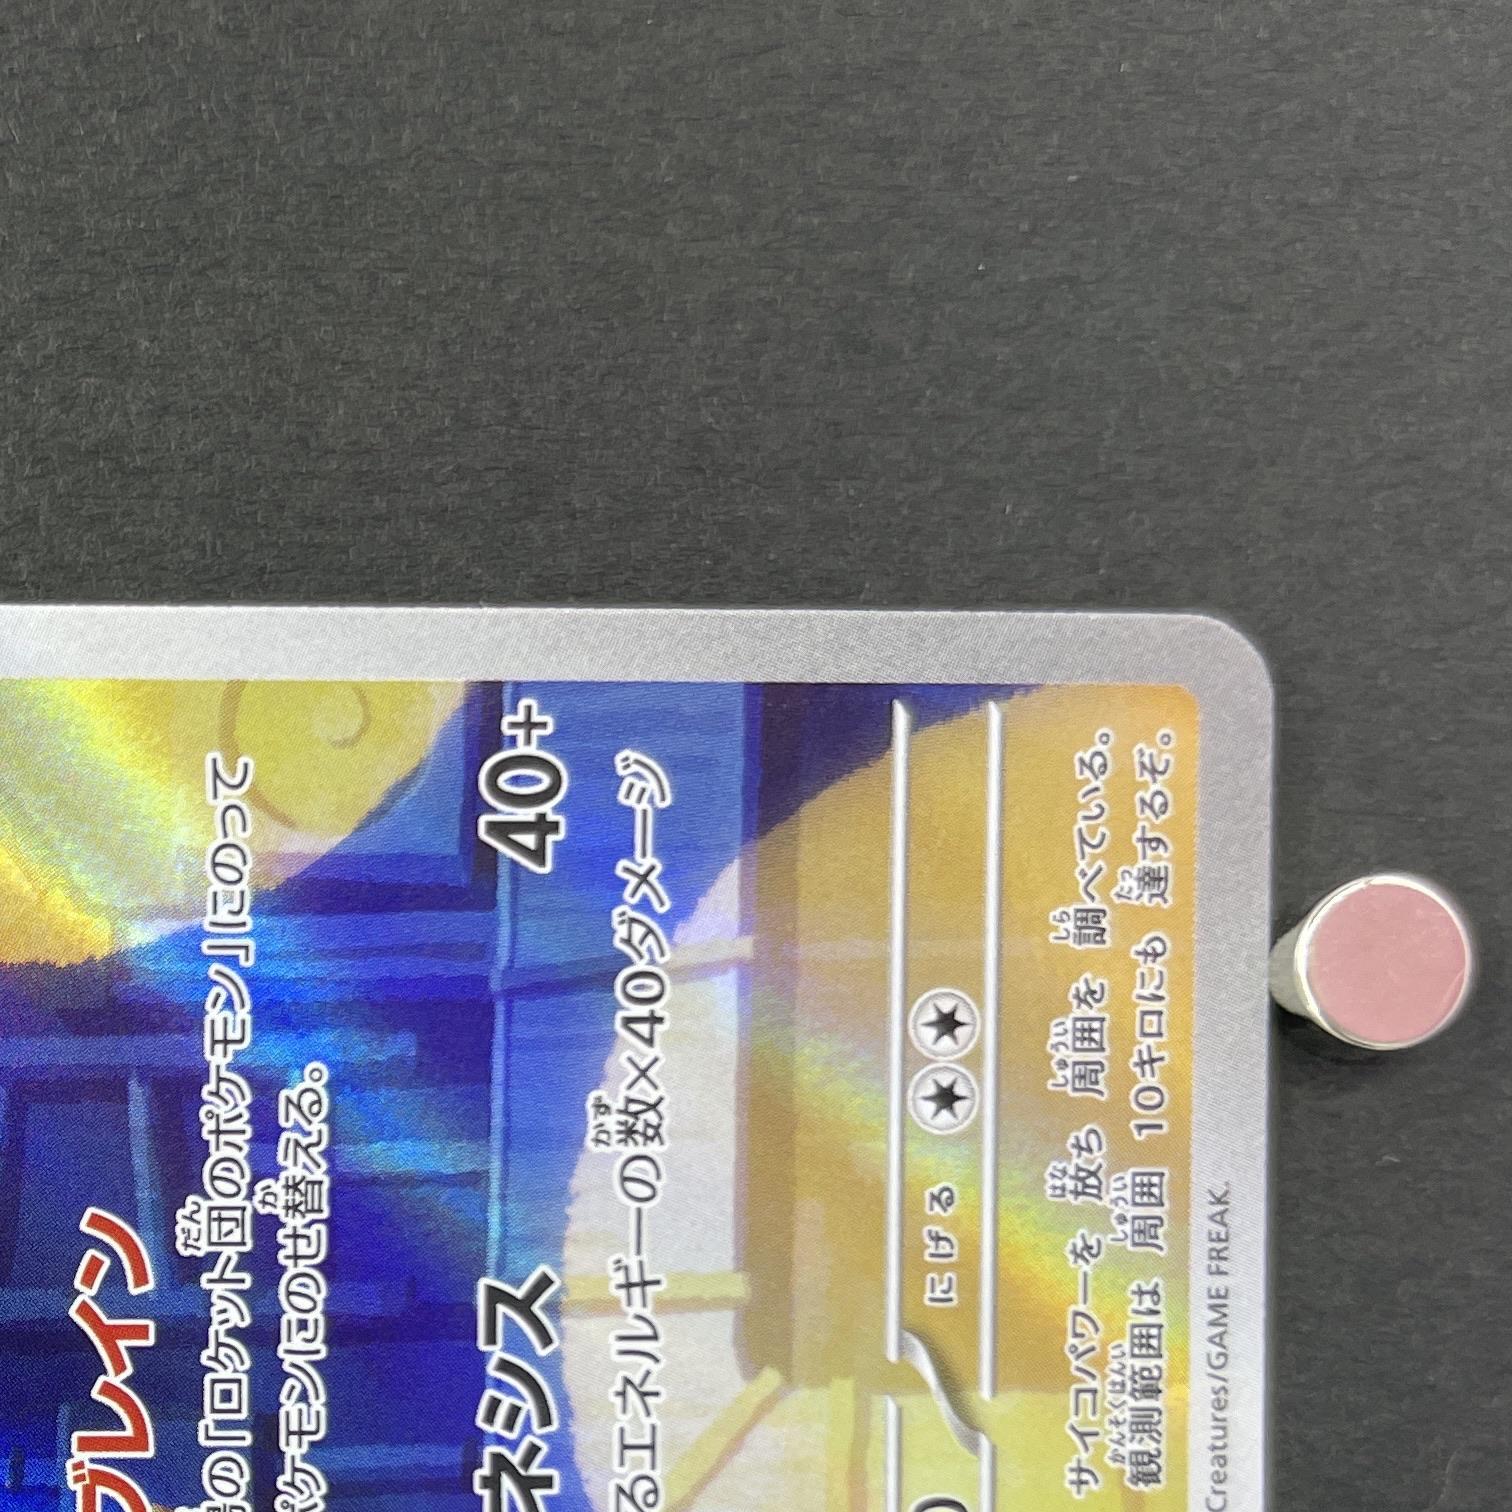 ブレイン
の「ロケット団のポケモン」にのって
ポケモンにのせ替える。
ネシス 40+
るエネルギーの数×40ダメージ
にげる
サイコパワーを 放ち 周囲を 調べている。
観測範囲は 周囲 10キロにも 達するぞ。
Creatures/GAME FREAK.